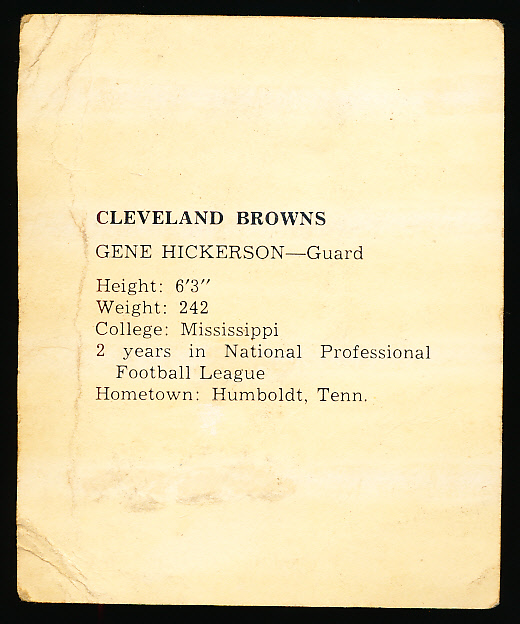 CLEVELAND BROWNS
GENE HICKERSON—Guard
Height: 6'3''
Weight: 242
College: Mississippi
2 years in National Professional
Football League
Hometown: Humboldt, Tenn.